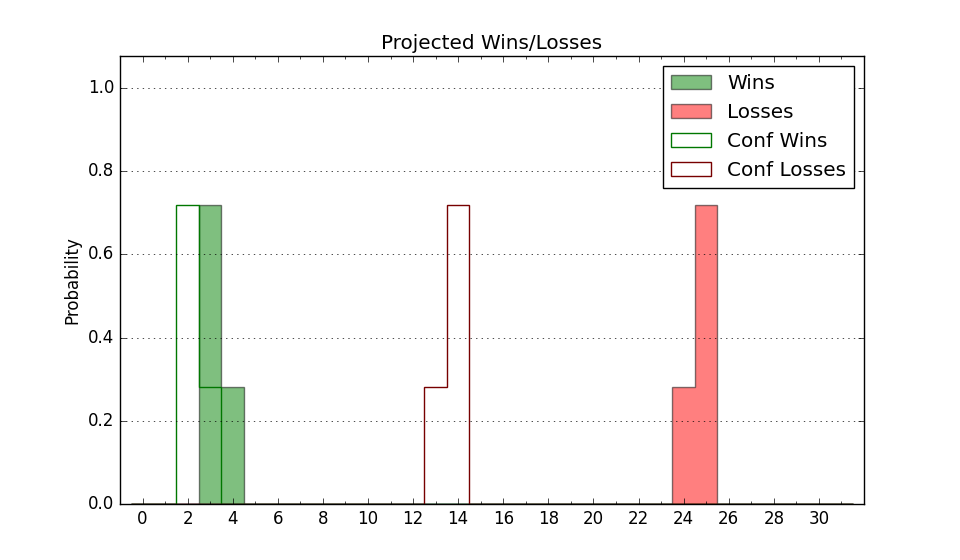 Projected Wins/Losses
Wins
Losses
Conf Wins
Conf Losses
Probability
1.0
0.8
0.6
0.4
0.2
0.0
0 2 4 6 8 10 12 14 16 18 20 22 24 26 28 30